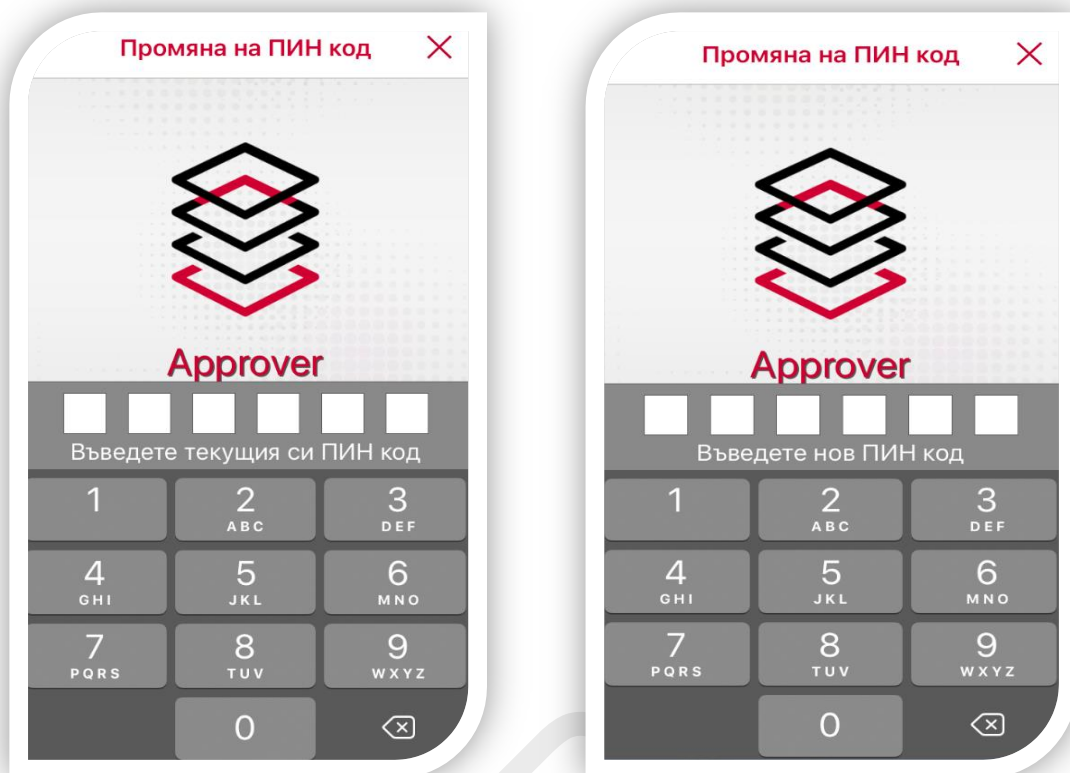 Промяна на ПИН код
Approver
Въведете текущия си ПИН код
1 2 3
ABC DEF
4 5 6
GHI JKL MNO
7 8 9
PQRS TUV WXYZ
0
Промяна на ПИН код
Approver
Въведете нов ПИН код
1 2 3
ABC DEF
4 5 6
GHI JKL MNO
7 8 9
PQRS TUV WXYZ
0